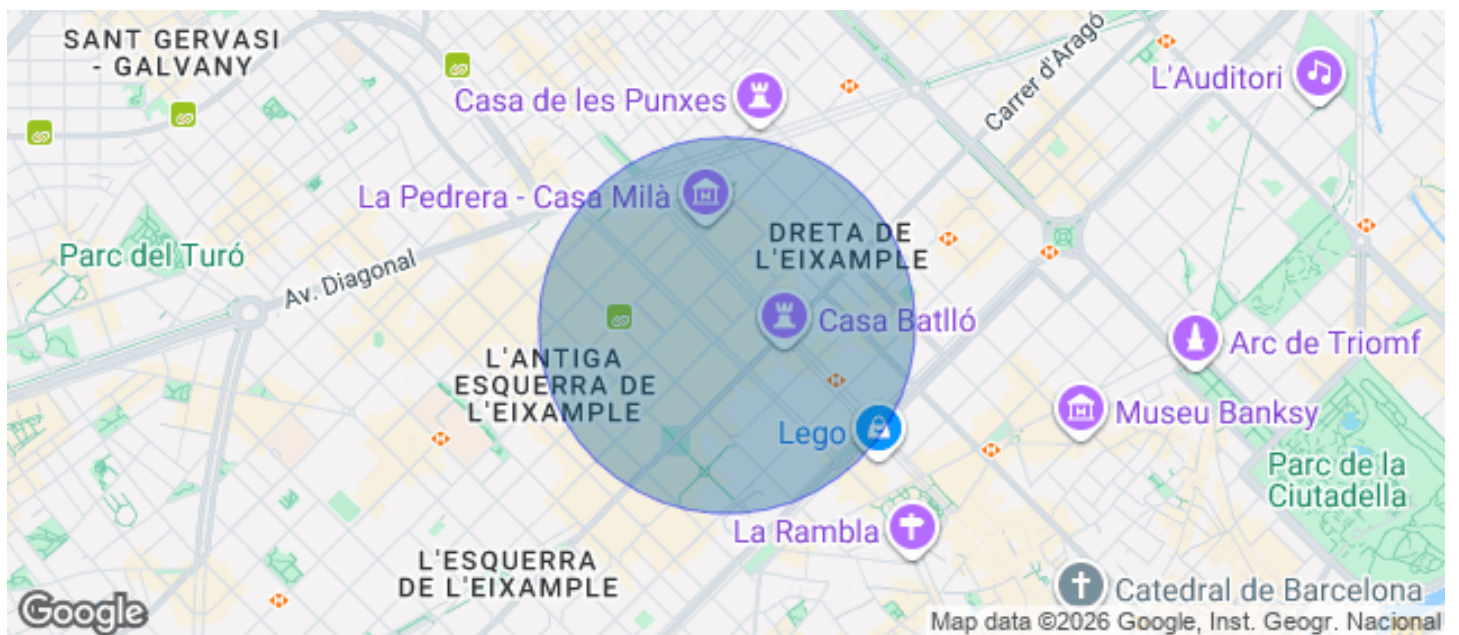 SANT GERVASI
- GALVANY
Casa de les Punxes
Carrer d'Aragó
L'Auditori
La Pedrera - Casa Milà
DRETA DE
L'EIXAMPLE
Parc del Turó
Av. Diagonal
Casa Batlló
Arc de Triomf
L'ANTIGA
ESQUERRA DE
L'EIXAMPLE
Museu Banksy
Lego
Parc de la
Ciutadella
La Rambla
L'ESQUERRA
DE L'EIXAMPLE
Catedral de Barcelona
Google
Map data ©2026 Google, Inst. Geogr. Nacional